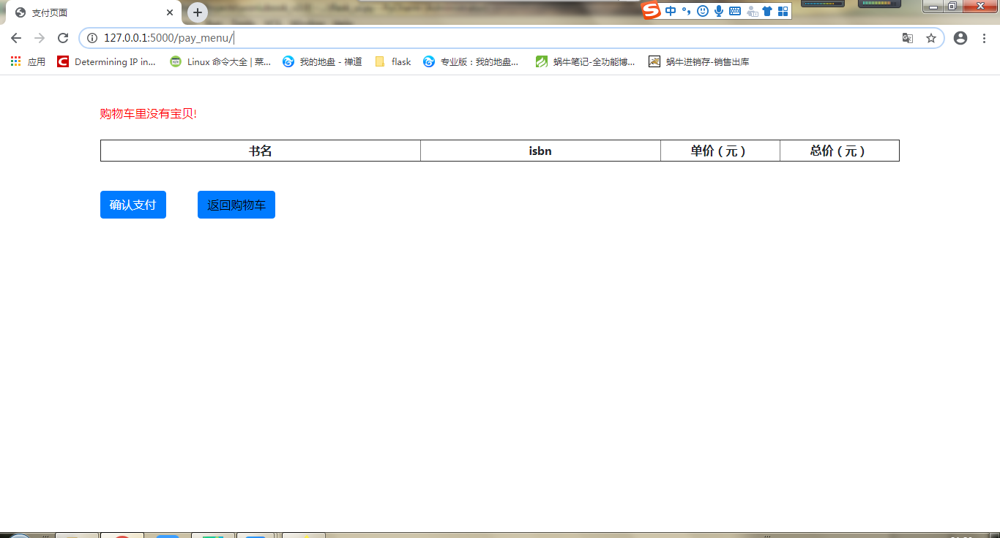 支付页面
中
127.0.0.1:5000/pay_menu/
应用 Determining IP in... Linux 命令大全 | 菜... 我的地盘 - 禅道 flask 专业版：我的地盘... 蜗牛笔记-全功能博... 蜗牛进销存-销售出库
购物车里没有宝贝!
书名 isbn 单价（元） 总价（元）
确认支付 返回购物车